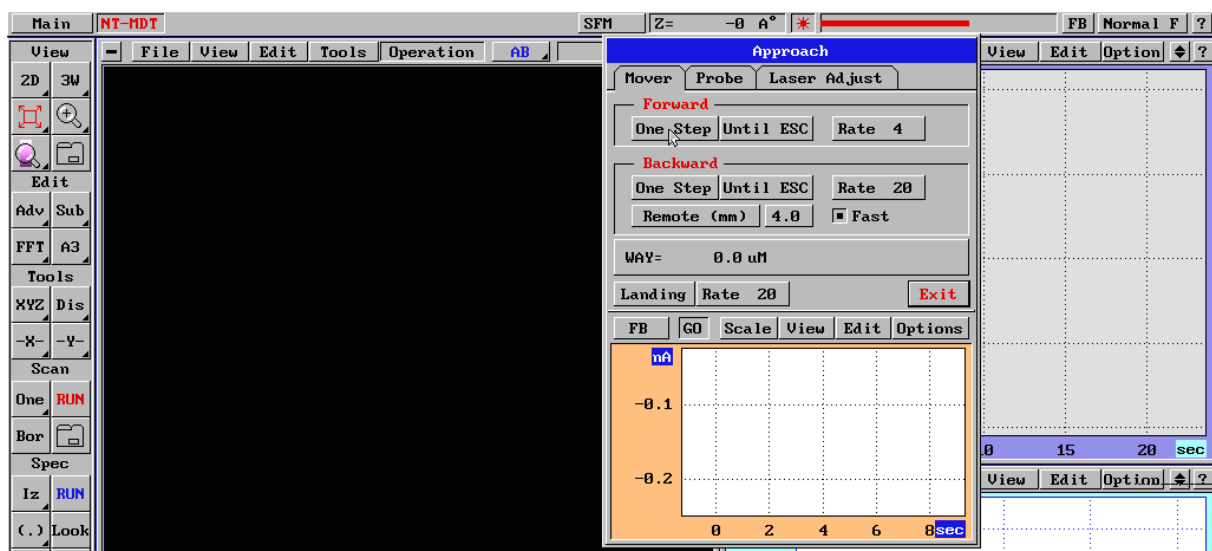 Main NT-MDT SFM Z= -0 A° FB Normal F ?
View - File View Edit Tools Operation AB
Approach
View Edit Option ?
2D 3W
Mover Probe Laser Adjust
Forward
One Step Until ESC Rate 4
Backward
One Step Until ESC Rate 20
Remote (mm) 4.0 Fast
WAY= 0.0 uM
Landing Rate 20 Exit
FB GO Scale View Edit Options
nA
-0.1
-0.2
0 2 4 6 8 sec
Edit
Adv Sub
FFT A3
Tools
XYZ Dis
-X- -Y-
Scan
One RUN
Bor
Spec
Iz RUN
(.) Look
15 20 sec
View Edit Option ?